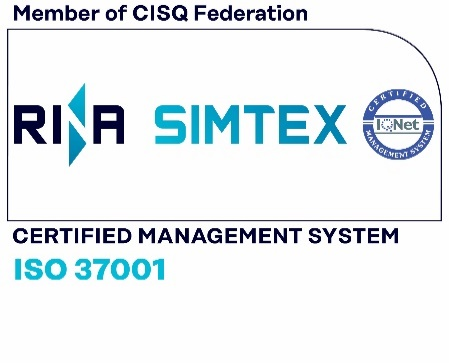 Member of CISQ Federation
RINA SIMTEX
CERTIFIED
IQNet
MANAGEMENT SYSTEM
CERTIFIED MANAGEMENT SYSTEM
ISO 37001